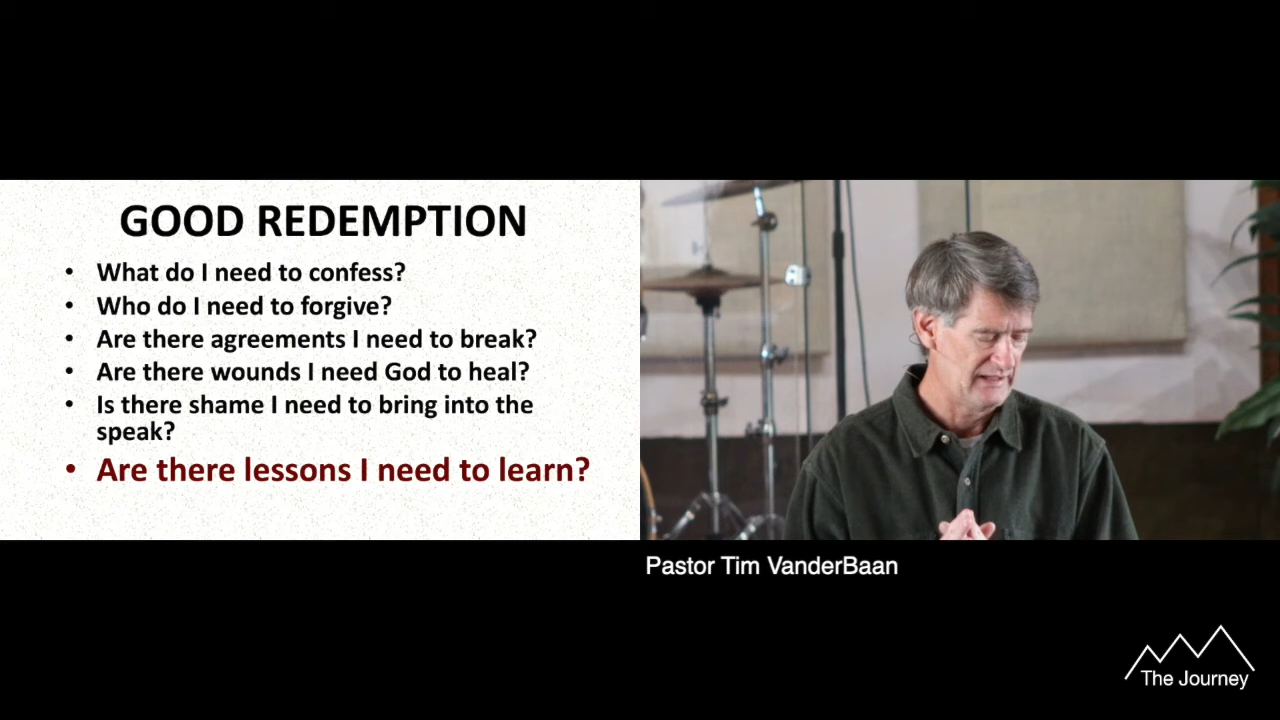 GOOD REDEMPTION
• What do I need to confess?
• Who do I need to forgive?
• Are there agreements I need to break?
• Are there wounds I need God to heal?
• Is there shame I need to bring into the
speak?
• Are there lessons I need to learn?
Pastor Tim VanderBaan
The Journey